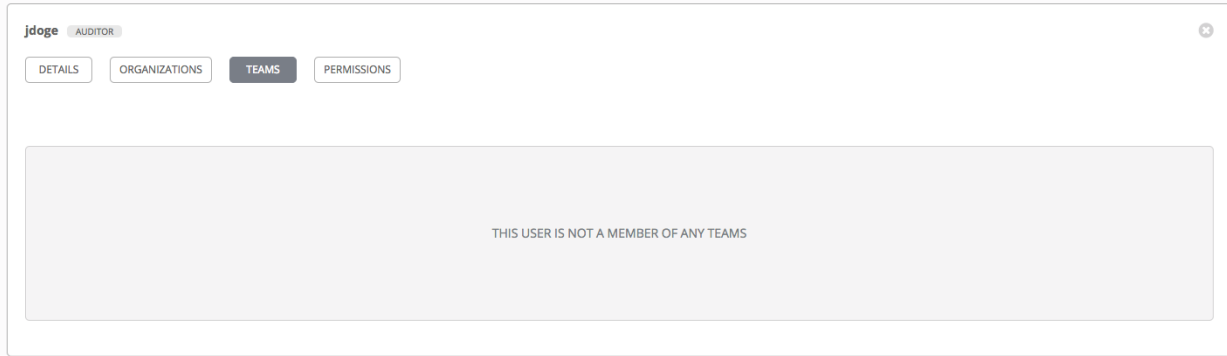 jdoge AUDITOR
DETAILS ORGANIZATIONS TEAMS PERMISSIONS
THIS USER IS NOT A MEMBER OF ANY TEAMS